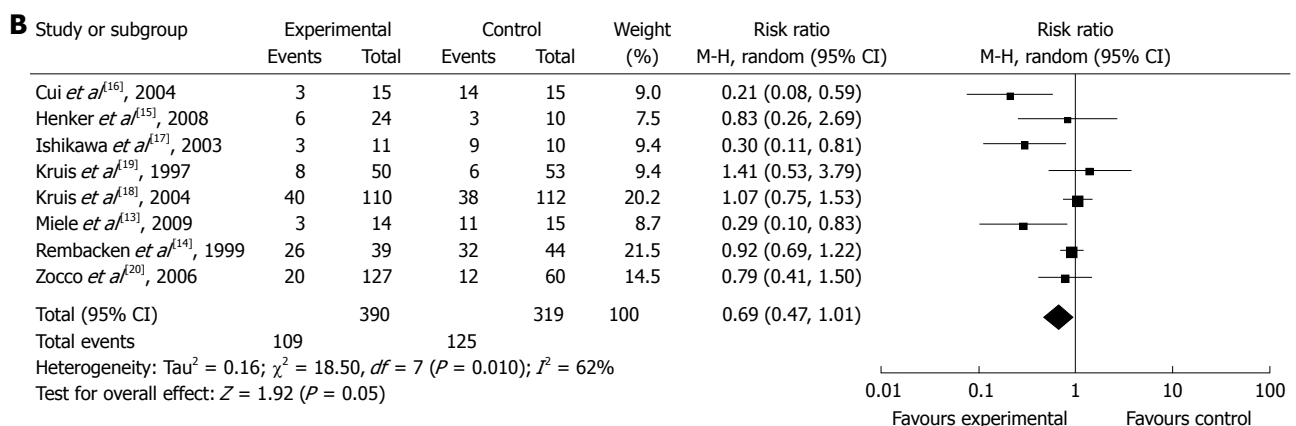 B Study or subgroup Experimental Control Weight Risk ratio Risk ratio
Events Total Events Total (%) M-H, random (95% CI) M-H, random (95% CI)
Cui et al[16], 2004 3 15 14 15 9.0 0.21 (0.08, 0.59)
Henker et al[15], 2008 6 24 3 10 7.5 0.83 (0.26, 2.69)
Ishikawa et al[17], 2003 3 11 9 10 9.4 0.30 (0.11, 0.81)
Kruis et al[19], 1997 8 50 6 53 9.4 1.41 (0.53, 3.79)
Kruis et al[18], 2004 40 110 38 112 20.2 1.07 (0.75, 1.53)
Miele et al[13], 2009 3 14 11 15 8.7 0.29 (0.10, 0.83)
Rembacken et al[14], 1999 26 39 32 44 21.5 0.92 (0.69, 1.22)
Zocco et al[20], 2006 20 127 12 60 14.5 0.79 (0.41, 1.50)
Total (95% CI) 390 319 100 0.69 (0.47, 1.01)
Total events 109 125
Heterogeneity: Tau² = 0.16; χ² = 18.50, df = 7 (P = 0.010); I² = 62%
Test for overall effect: Z = 1.92 (P = 0.05)
0.01 0.1 1 10 100
Favours experimental Favours control